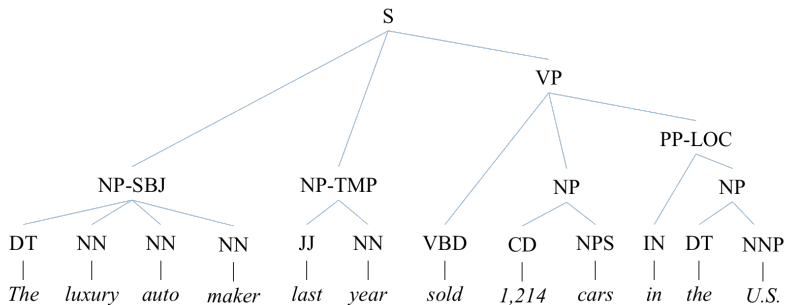 S
VP
PP-LOC
NP-SBJ NP-TMP NP NP
DT NN NN NN JJ NN VBD CD NPS IN DT NNP
The luxury auto maker last year sold 1,214 cars in the U.S.